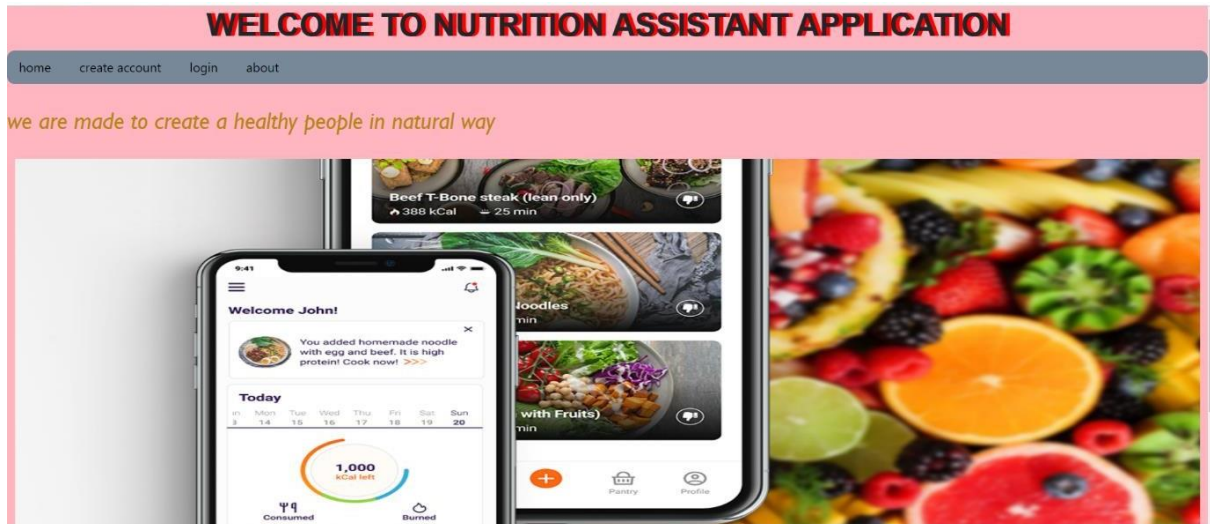 WELCOME TO NUTRITION ASSISTANT APPLICATION
home create account login about
we are made to create a healthy people in natural way
Beef T-Bone steak (lean only)
388 kCal 25 min
Noodles
min
with Fruits)
min
Pantry Profile
9:41
Welcome John!
You added homemade noodle
with egg and beef. It is high
protein! Cook now! >>>
Today
Mon Tue Wed Thu Fri Sat Sun
14 15 16 17 18 19 20
1,000
kCal left
Consumed Burned